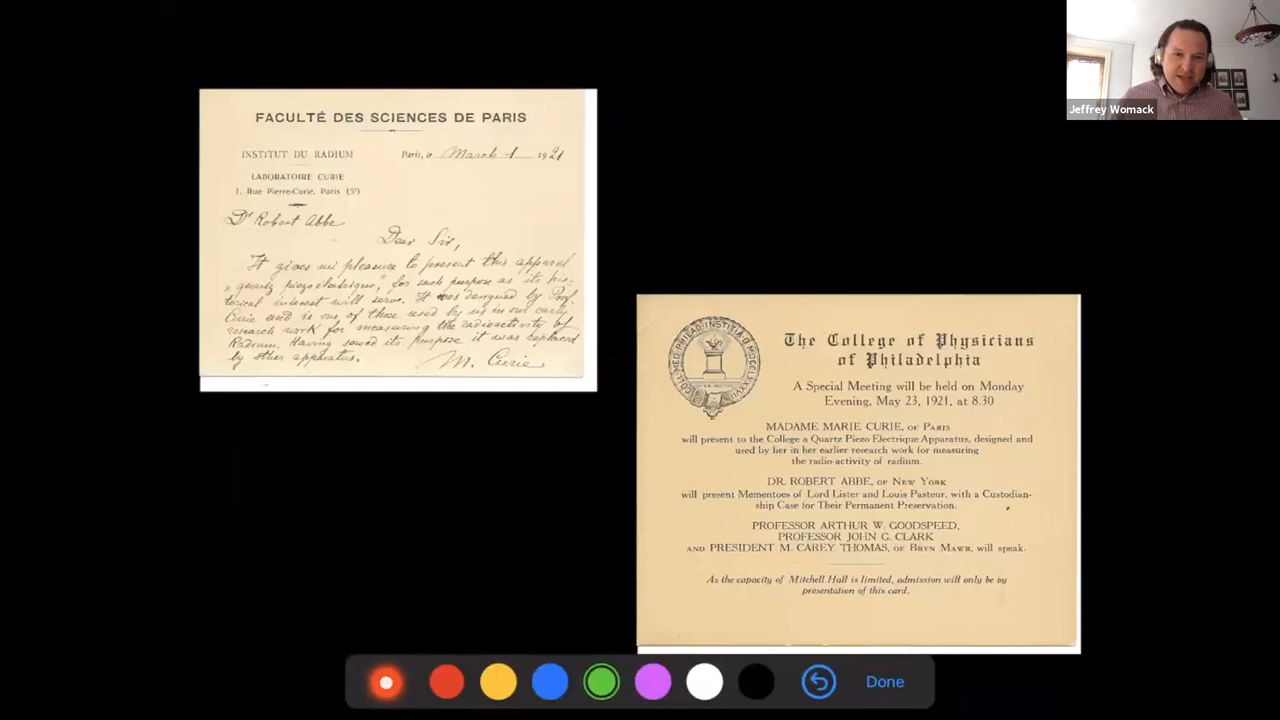 Jeffrey Womack
FACULTÉ DES SCIENCES DE PARIS
INSTITUT DU RADIUM
Paris, le March 1 1921
LABORATOIRE CURIE
1, Rue Pierre-Curie, Paris (5e)
Dr Robert Abbe
Dear Sir,
It gives me pleasure to present this apparel
"quartz piezo électrique", for such purpose as its his-
torical interest will serve. It was designed by Prof.
Curie and is one of those used by us in our early
research work for measuring the radioactivity of
Radium. Having served its purpose it was replaced
by other apparatus.
M. Curie
COLL·MED·PHILAD·INSTITVTA·D·MDCCLXXXVII
The College of Physicians
of Philadelphia
A Special Meeting will be held on Monday
Evening, May 23, 1921, at 8.30
MADAME MARIE CURIE, OF PARIS
will present to the College a Quartz Piezo Electrique Apparatus, designed and
used by her in her earlier research work for measuring
the radio-activity of radium.
DR. ROBERT ABBE, OF NEW YORK
will present Mementoes of Lord Lister and Louis Pasteur, with a Custodian-
ship Case for Their Permanent Preservation.
PROFESSOR ARTHUR W. GOODSPEED,
PROFESSOR JOHN G. CLARK
AND PRESIDENT M. CAREY THOMAS, OF BRYN MAWR, will speak.
As the capacity of Mitchell Hall is limited, admission will only be by
presentation of this card.
Done